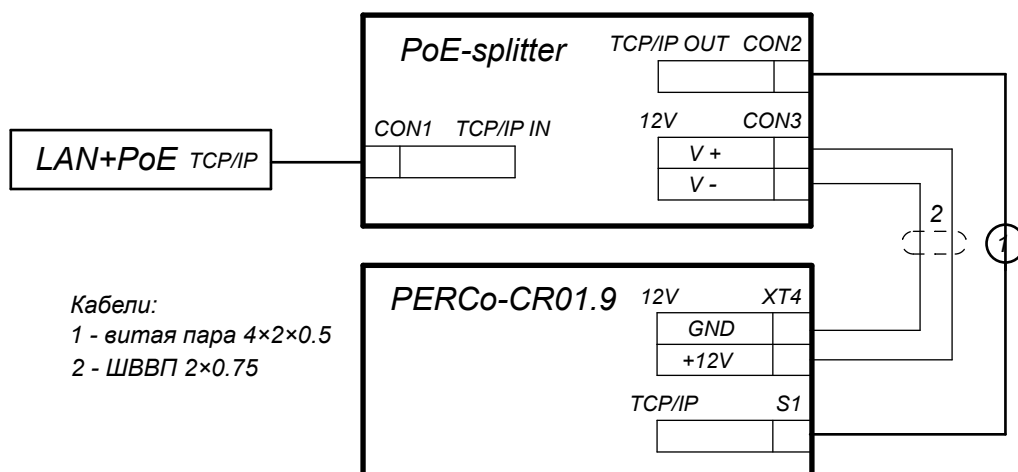 PoE-splitter
TCP/IP OUT CON2
CON1 TCP/IP IN
12V CON3
V +
V -
LAN+PoE TCP/IP
2
1
PERCo-CR01.9
12V XT4
GND
+12V
TCP/IP S1
Кабели:
1 - витая пара 4×2×0.5
2 - ШВВП 2×0.75